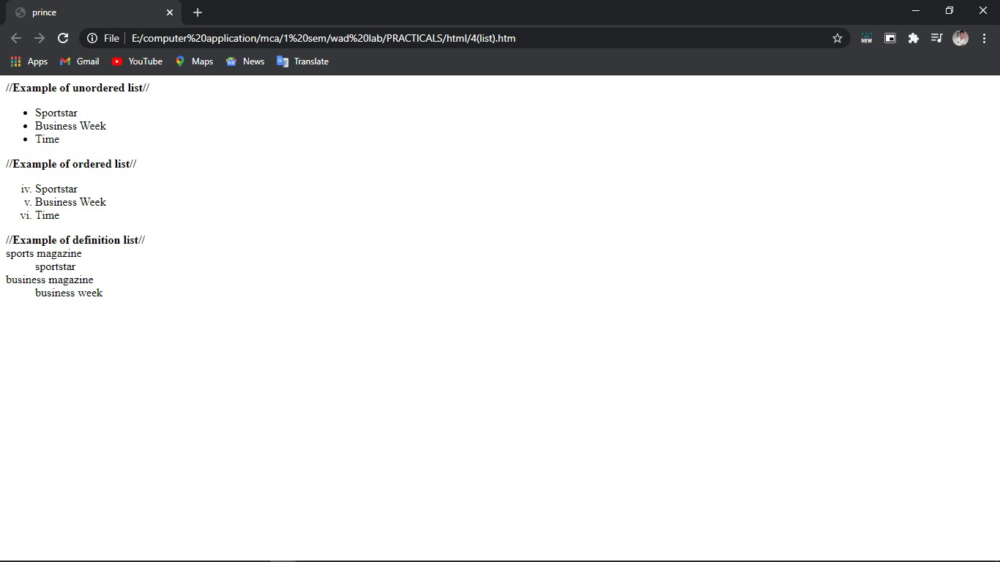 prince
File E:/computer%20application/mca/1%20sem/wad%20lab/PRACTICALS/html/4(list).htm
NEW
Apps Gmail YouTube Maps News Translate
//Example of unordered list//
• Sportstar
• Business Week
• Time
//Example of ordered list//
iv. Sportstar
v. Business Week
vi. Time
//Example of definition list//
sports magazine
sportstar
business magazine
business week